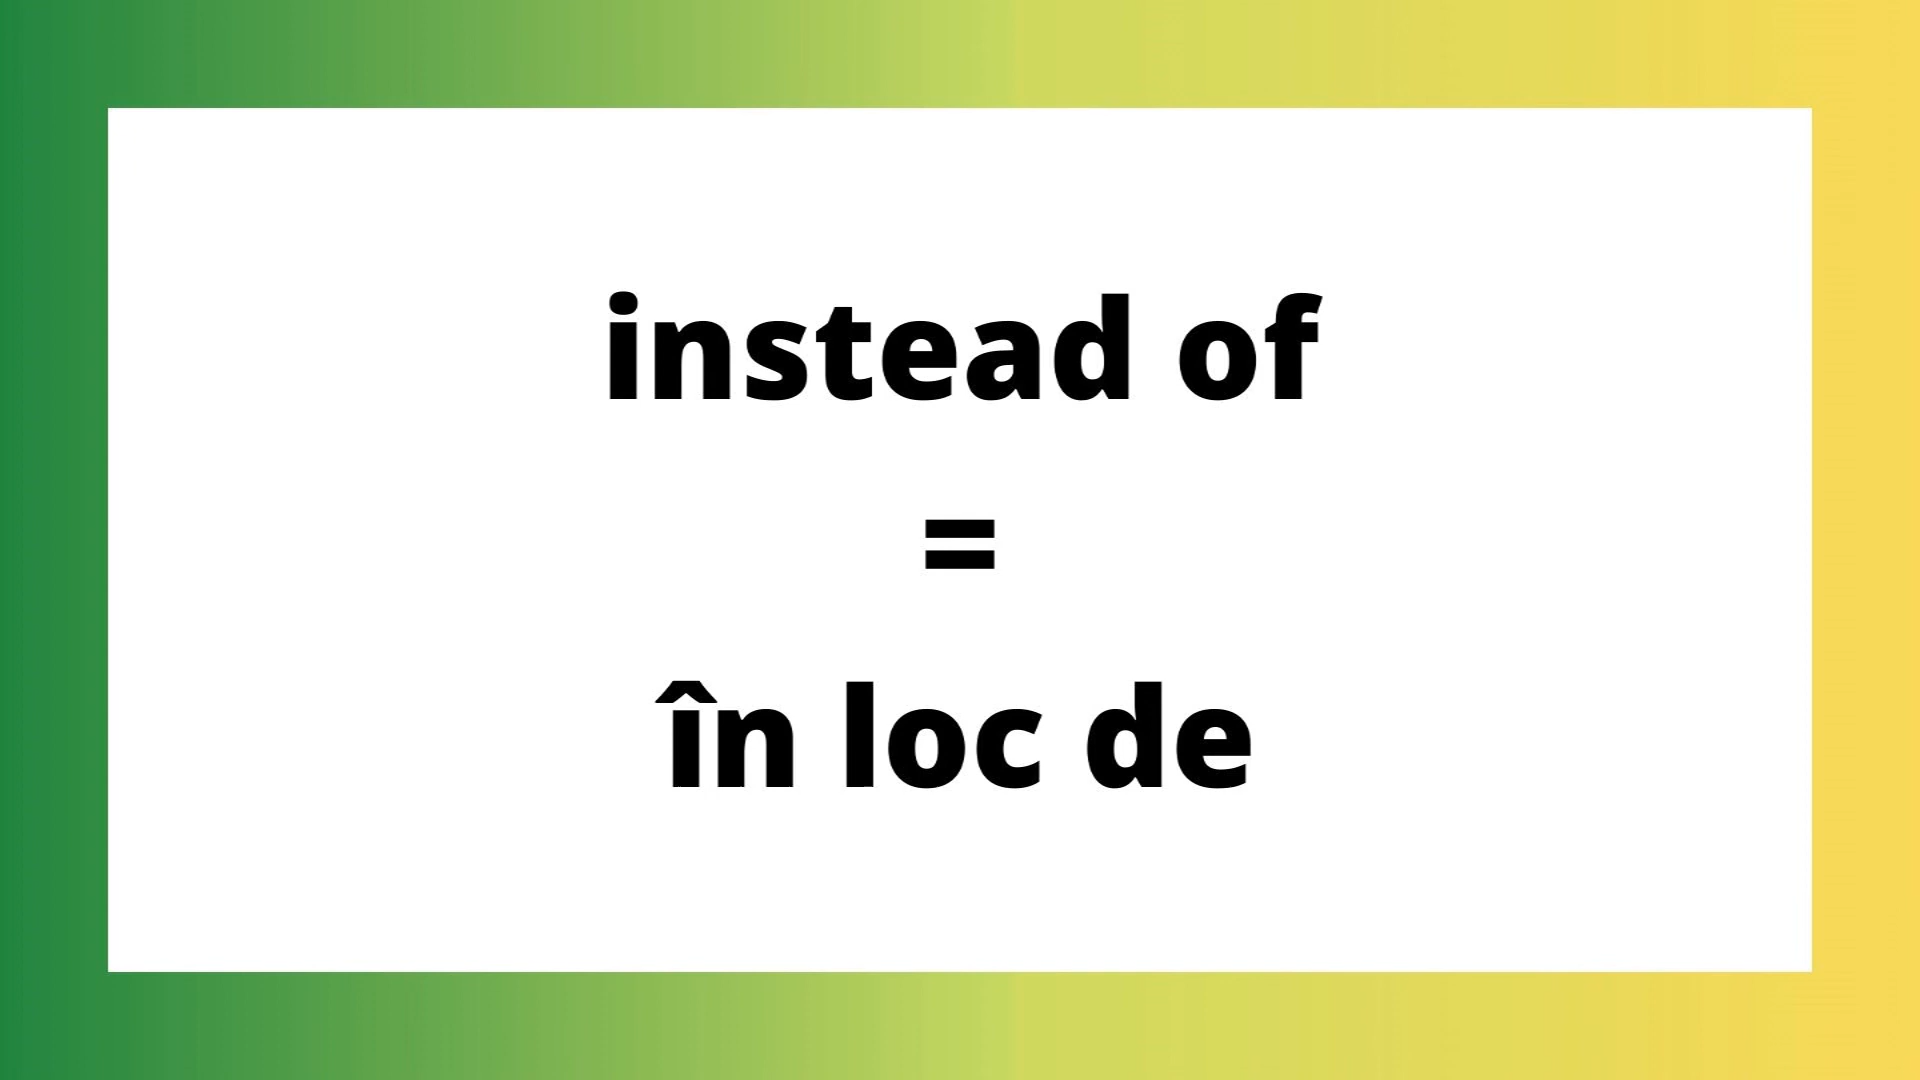 instead of
=
în loc de